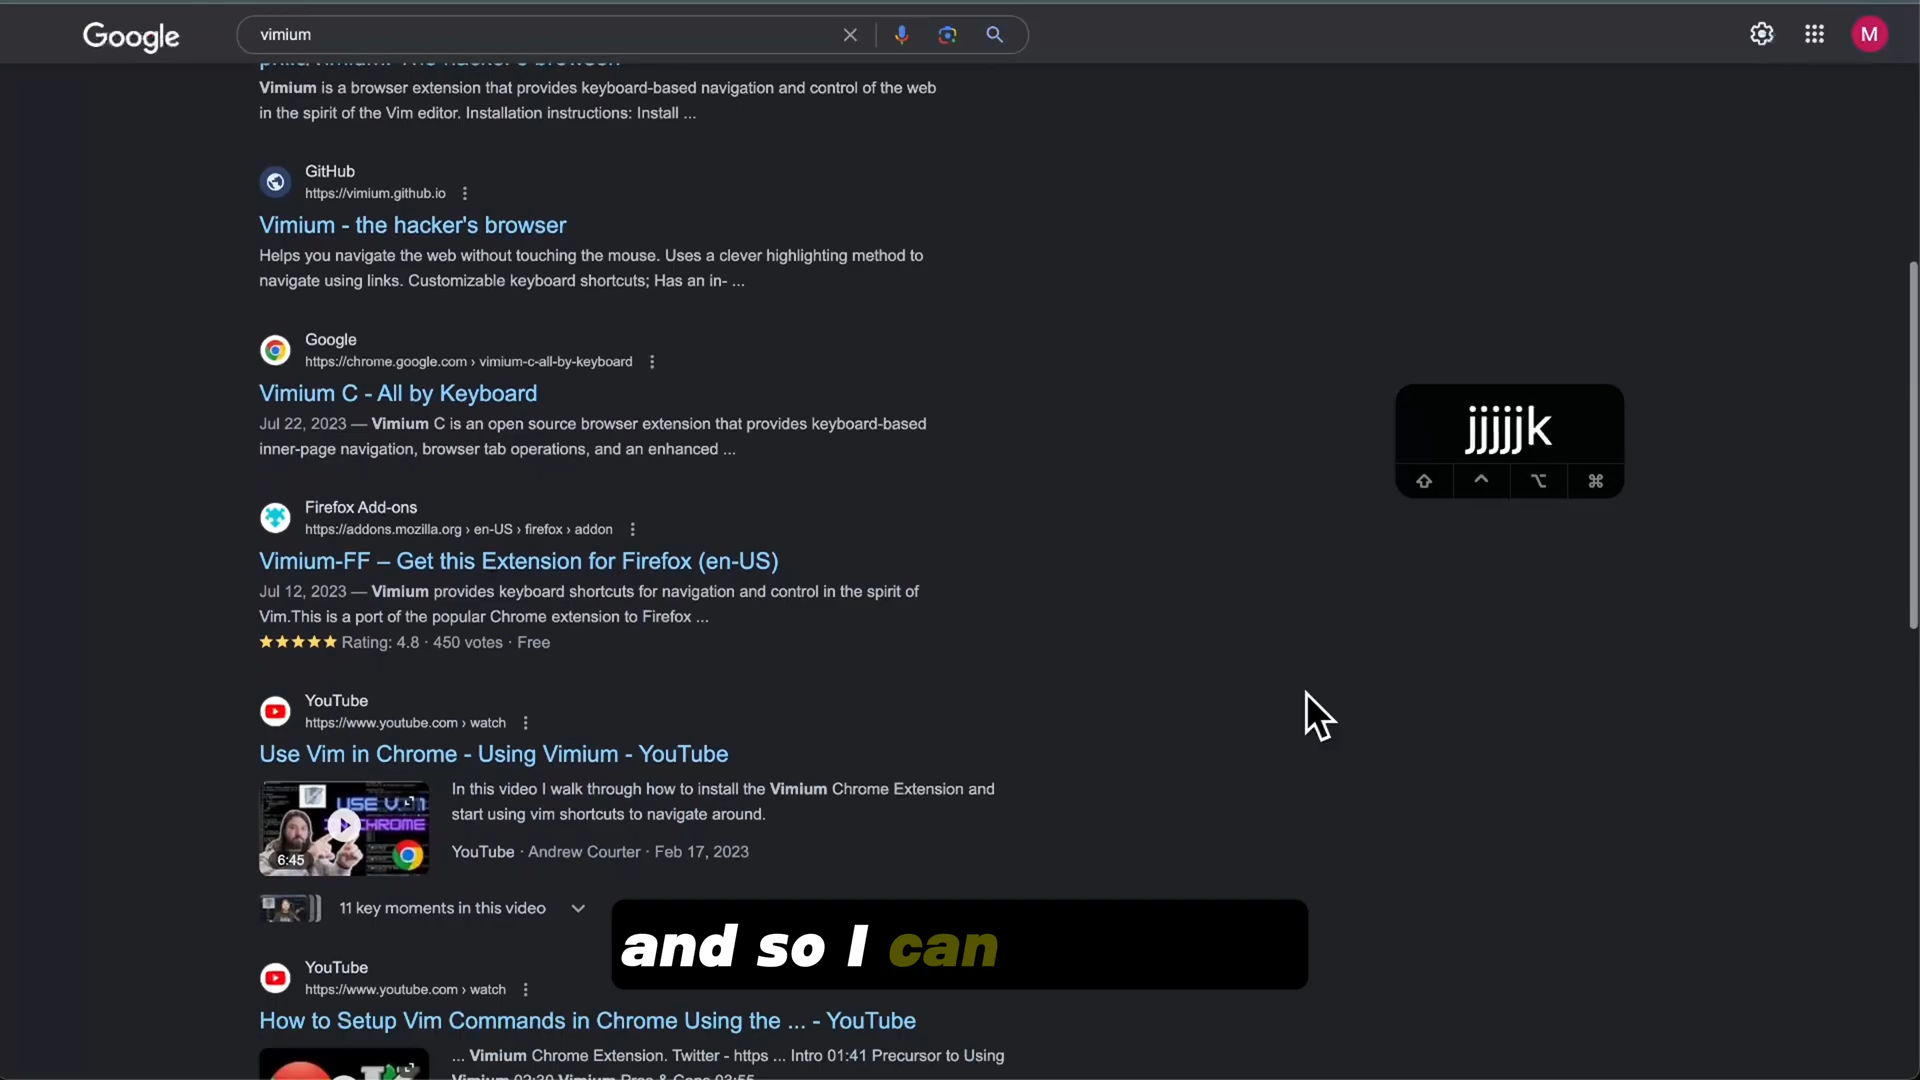 Google
vimium
M
Vimium is a browser extension that provides keyboard-based navigation and control of the web
in the spirit of the Vim editor. Installation instructions: Install ...
GitHub
https://vimium.github.io
Vimium - the hacker's browser
Helps you navigate the web without touching the mouse. Uses a clever highlighting method to
navigate using links. Customizable keyboard shortcuts; Has an in- ...
Google
https://chrome.google.com › vimium-c-all-by-keyboard
Vimium C - All by Keyboard
Jul 22, 2023 — Vimium C is an open source browser extension that provides keyboard-based
inner-page navigation, browser tab operations, and an enhanced ...
jjjjjk
Firefox Add-ons
https://addons.mozilla.org › en-US › firefox › addon
Vimium-FF – Get this Extension for Firefox (en-US)
Jul 12, 2023 — Vimium provides keyboard shortcuts for navigation and control in the spirit of
Vim.This is a port of the popular Chrome extension to Firefox ...
Rating: 4.8 · 450 votes · Free
YouTube
https://www.youtube.com › watch
Use Vim in Chrome - Using Vimium - YouTube
6:45
In this video I walk through how to install the Vimium Chrome Extension and
start using vim shortcuts to navigate around.
YouTube · Andrew Courter · Feb 17, 2023
11 key moments in this video
and so I can
YouTube
https://www.youtube.com › watch
How to Setup Vim Commands in Chrome Using the ... - YouTube
... Vimium Chrome Extension. Twitter - https ... Intro 01:41 Precursor to Using